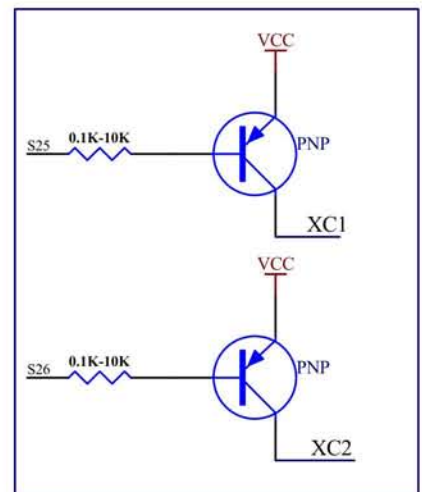 VCC
0.1K-10K
S25
PNP
XC1
VCC
0.1K-10K
S26
PNP
XC2